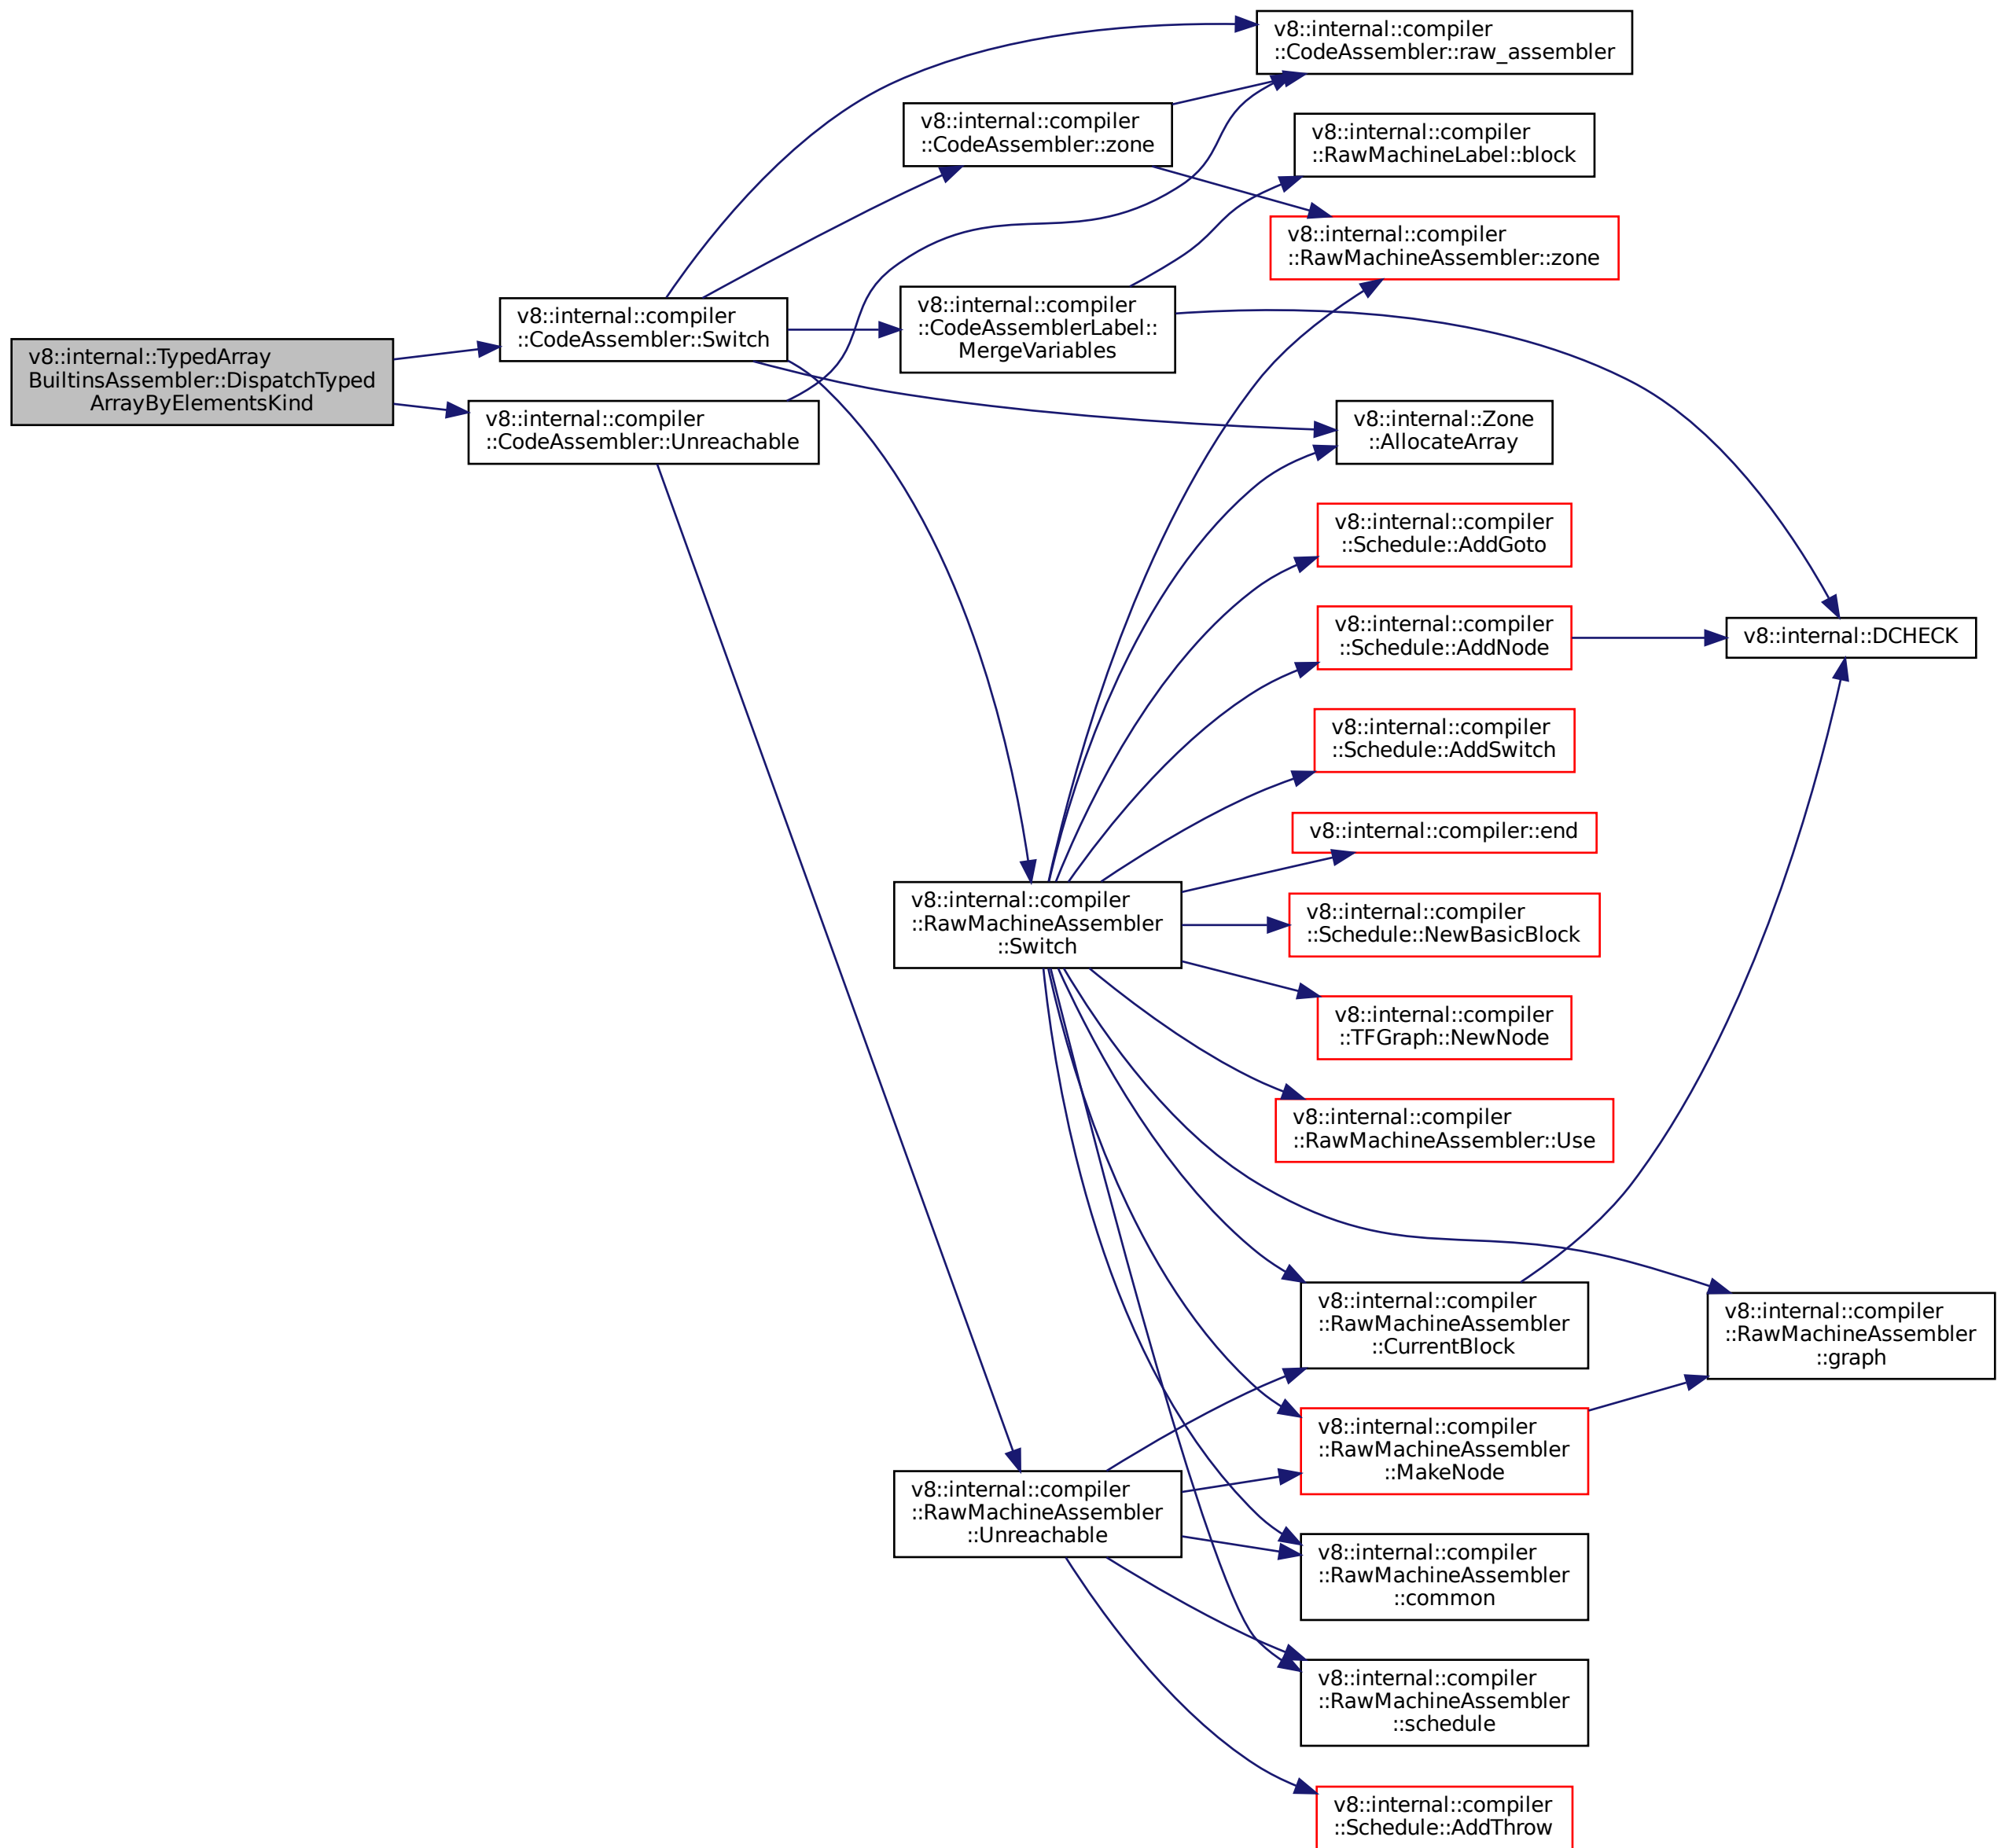 v8::internal::TypedArray
BuiltinsAssembler::DispatchTyped
ArrayByElementsKind
v8::internal::compiler
::CodeAssembler::Switch
v8::internal::compiler
::CodeAssembler::Unreachable
v8::internal::compiler
::CodeAssembler::zone
v8::internal::compiler
::CodeAssemblerLabel::
MergeVariables
v8::internal::compiler
::RawMachineAssembler
::Switch
v8::internal::compiler
::RawMachineAssembler
::Unreachable
v8::internal::compiler
::CodeAssembler::raw_assembler
v8::internal::compiler
::RawMachineLabel::block
v8::internal::compiler
::RawMachineAssembler::zone
v8::internal::Zone
::AllocateArray
v8::internal::compiler
::Schedule::AddGoto
v8::internal::compiler
::Schedule::AddNode
v8::internal::compiler
::Schedule::AddSwitch
v8::internal::compiler::end
v8::internal::compiler
::Schedule::NewBasicBlock
v8::internal::compiler
::TFGraph::NewNode
v8::internal::compiler
::RawMachineAssembler::Use
v8::internal::compiler
::RawMachineAssembler
::CurrentBlock
v8::internal::compiler
::RawMachineAssembler
::MakeNode
v8::internal::compiler
::RawMachineAssembler
::common
v8::internal::compiler
::RawMachineAssembler
::schedule
v8::internal::compiler
::Schedule::AddThrow
v8::internal::DCHECK
v8::internal::compiler
::RawMachineAssembler
::graph